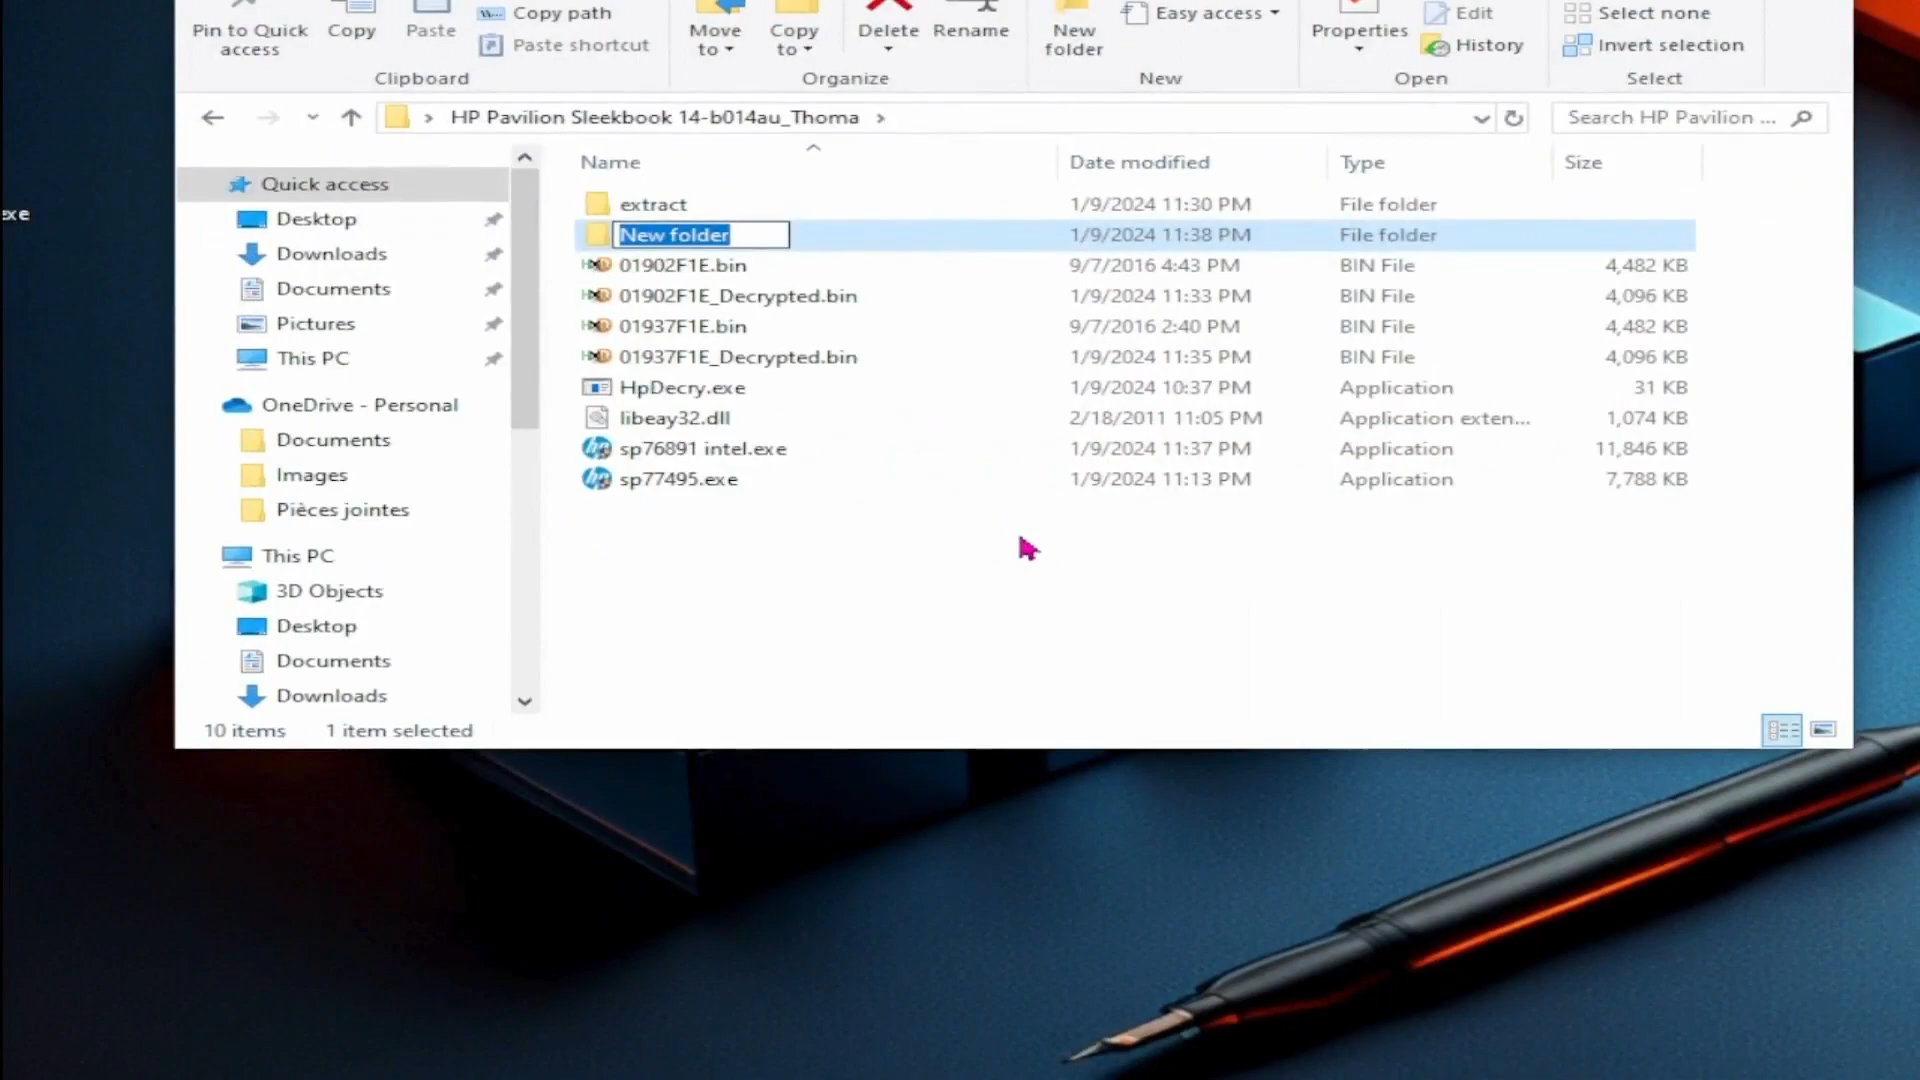 Pin to Quick access
Copy
Paste
Copy path
Paste shortcut
Move to
Copy to
Delete
Rename
New folder
Easy access
Properties
Edit
History
Select none
Invert selection
Clipboard
Organize
New
Open
Select
HP Pavilion Sleekbook 14-b014au_Thoma
Search HP Pavilion ...
Name Date modified Type Size
extract 1/9/2024 11:30 PM File folder
New folder 1/9/2024 11:38 PM File folder
01902F1E.bin 9/7/2016 4:43 PM BIN File 4,482 KB
01902F1E_Decrypted.bin 1/9/2024 11:33 PM BIN File 4,096 KB
01937F1E.bin 9/7/2016 2:40 PM BIN File 4,482 KB
01937F1E_Decrypted.bin 1/9/2024 11:35 PM BIN File 4,096 KB
HpDecry.exe 1/9/2024 10:37 PM Application 31 KB
libeay32.dll 2/18/2011 11:05 PM Application exten... 1,074 KB
sp76891 intel.exe 1/9/2024 11:37 PM Application 11,846 KB
sp77495.exe 1/9/2024 11:13 PM Application 7,788 KB
Quick access
Desktop
Downloads
Documents
Pictures
This PC
OneDrive - Personal
Documents
Images
Pièces jointes
This PC
3D Objects
Desktop
Documents
Downloads
10 items 1 item selected